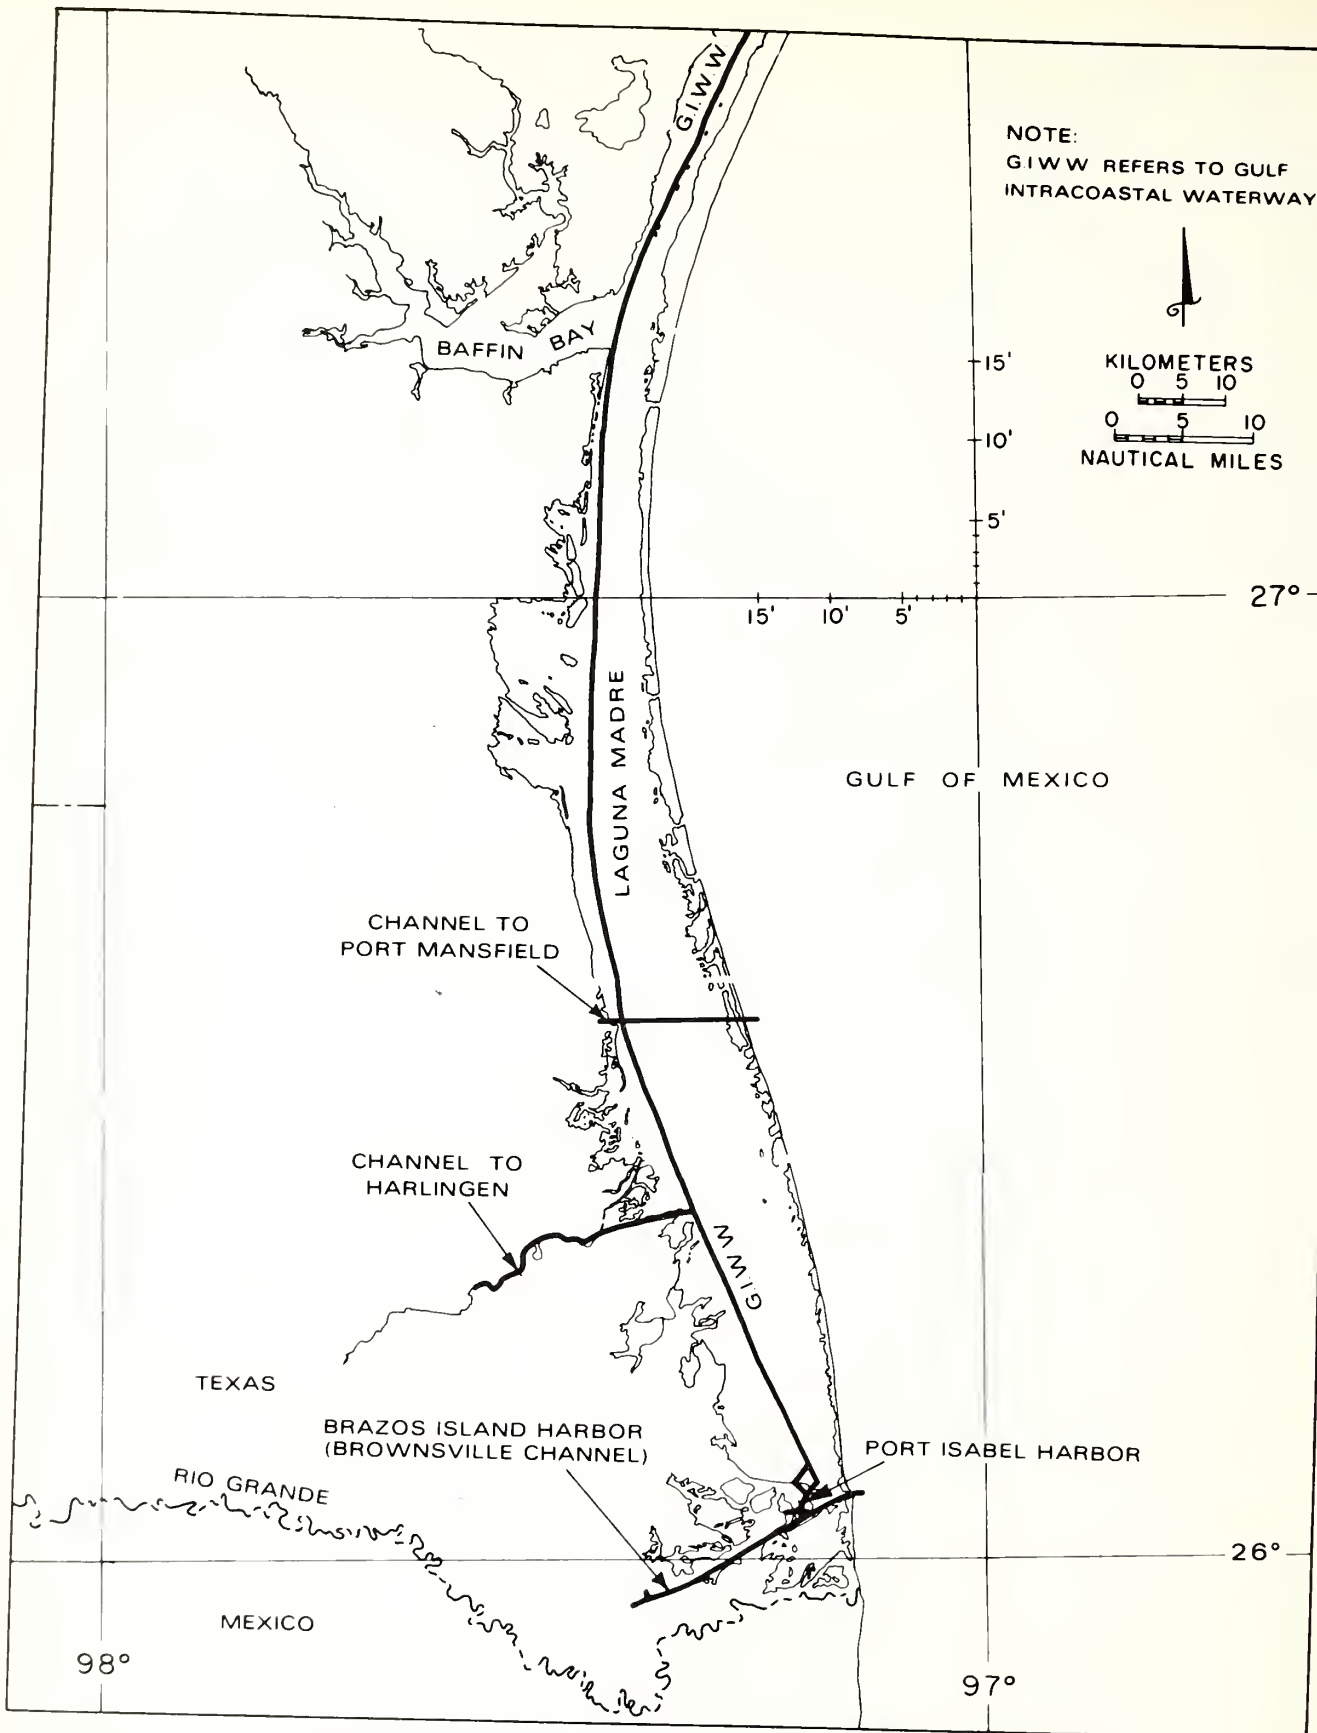 G.I.W.W
NOTE:
G.I.W W REFERS TO GULF
INTRACOASTAL WATERWAY
KILOMETERS
0 5 10
0 5 10
NAUTICAL MILES
BAFFIN BAY
15'
10'
5'
27°
15' 10' 5'
LAGUNA MADRE
GULF OF MEXICO
CHANNEL TO
PORT MANSFIELD
CHANNEL TO
HARLINGEN
G.I.W.W
TEXAS
BRAZOS ISLAND HARBOR
(BROWNSVILLE CHANNEL)
PORT ISABEL HARBOR
RIO GRANDE
26°
MEXICO
98°
97°